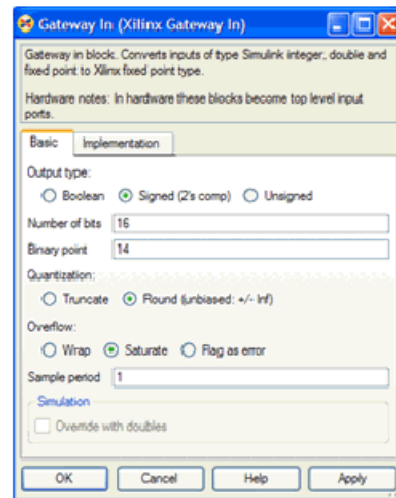 Gateway In: (Xilinx Gateway In)
Gateway in block. Converts inputs of type Simulink integer, double and
fixed point to Xilinx fixed point type.
Hardware notes: In hardware these blocks become top level input
ports.
Basic Implementation
Output type:
Boolean Signed (2's comp) Unsigned
Number of bits 16
Binary point 14
Quantization:
Truncate Round (unbiased: +/- Inf)
Overflow:
Wrap Saturate Flag as error
Sample period 1
Simulation
Override with doubles
OK Cancel Help Apply